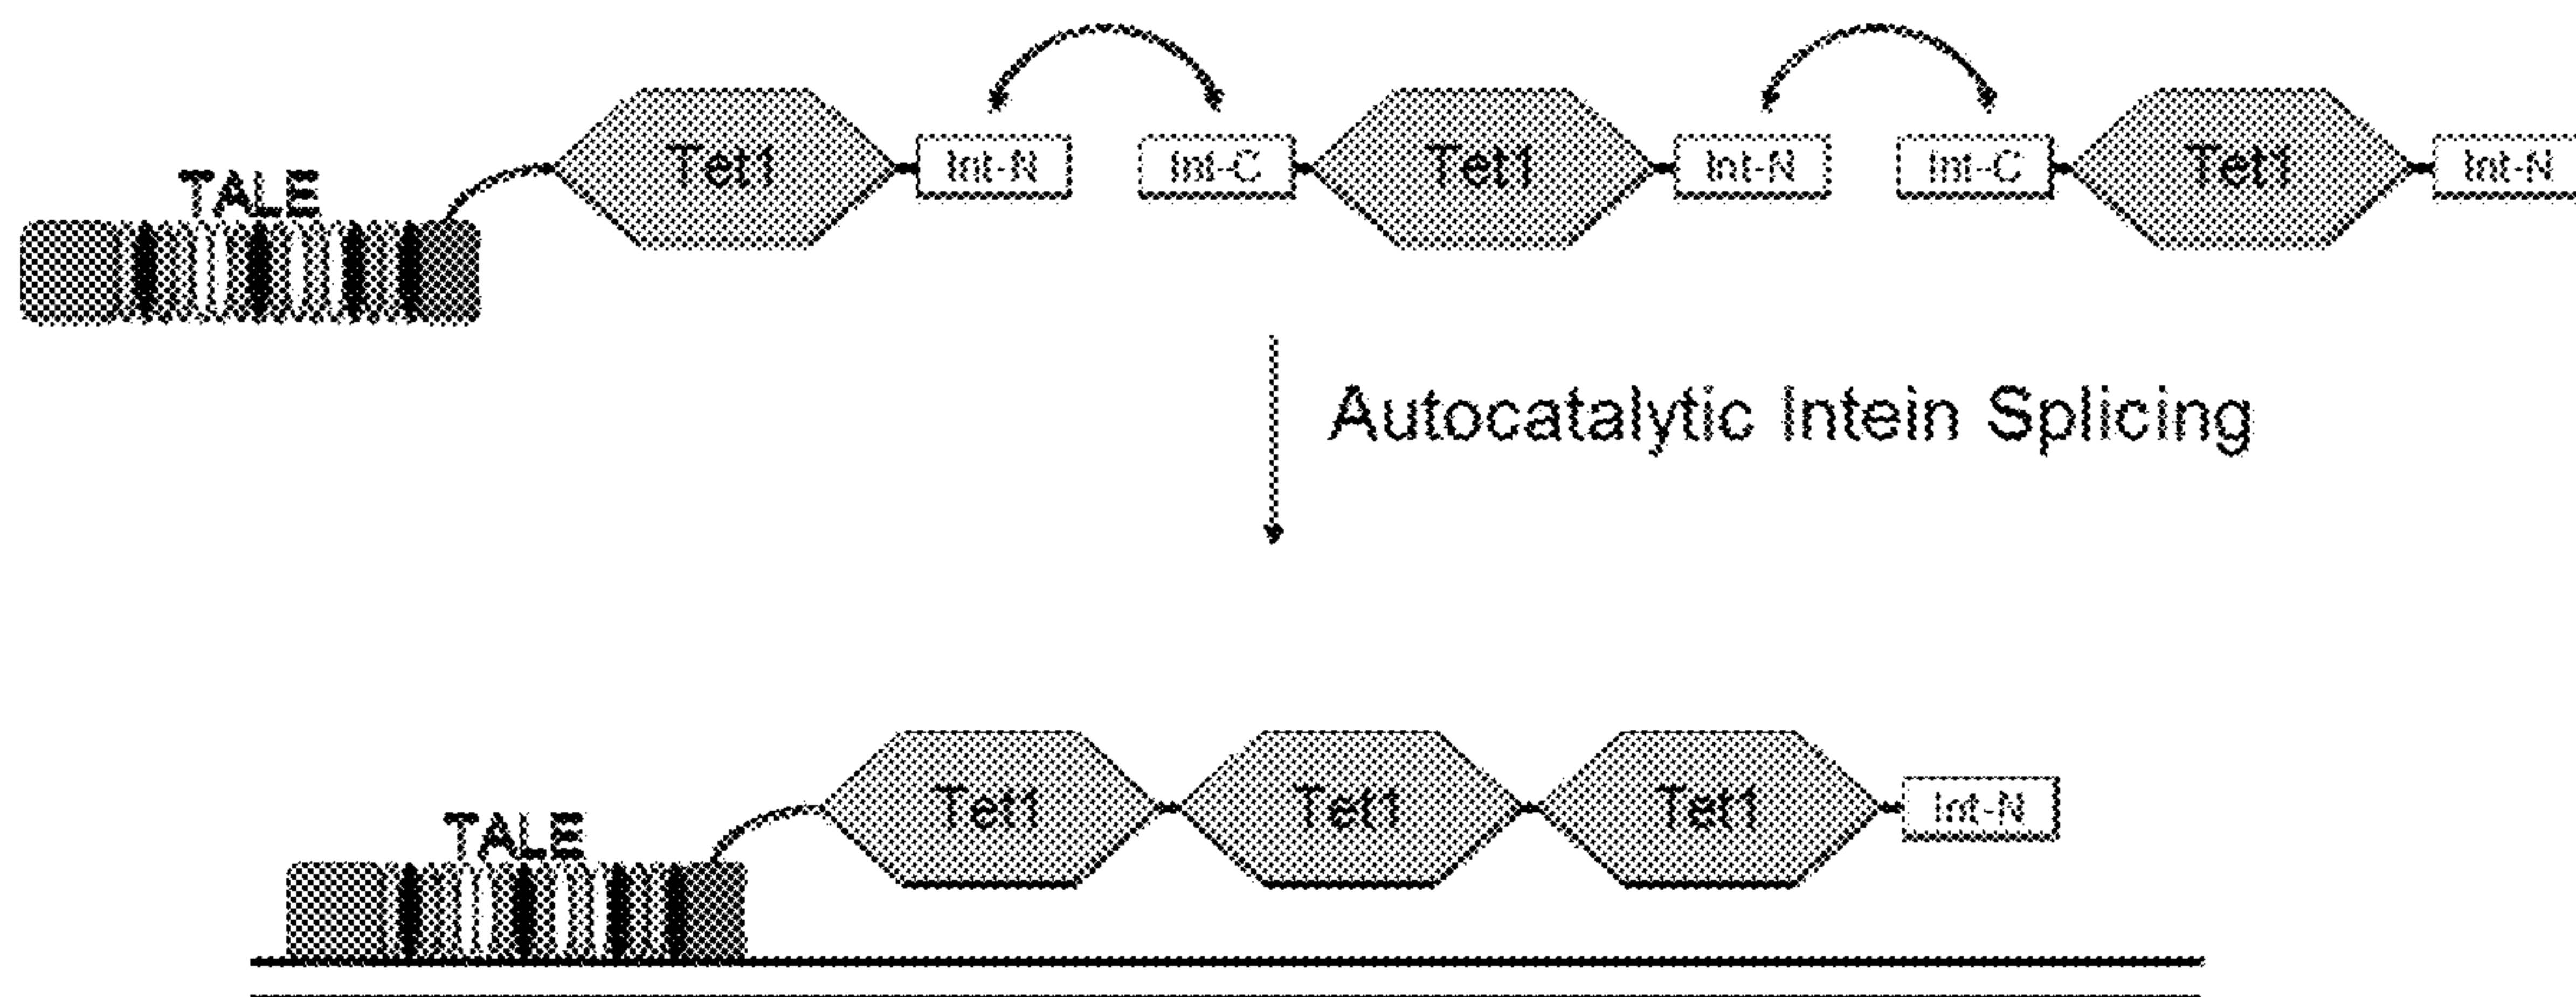 TALE
Tet1 Int-N Int-C Tet1 Int-N Int-C Tet1 Int-N
Autocatalytic Intein Splicing
TALE
Tet1 Tet1 Tet1 Int-N